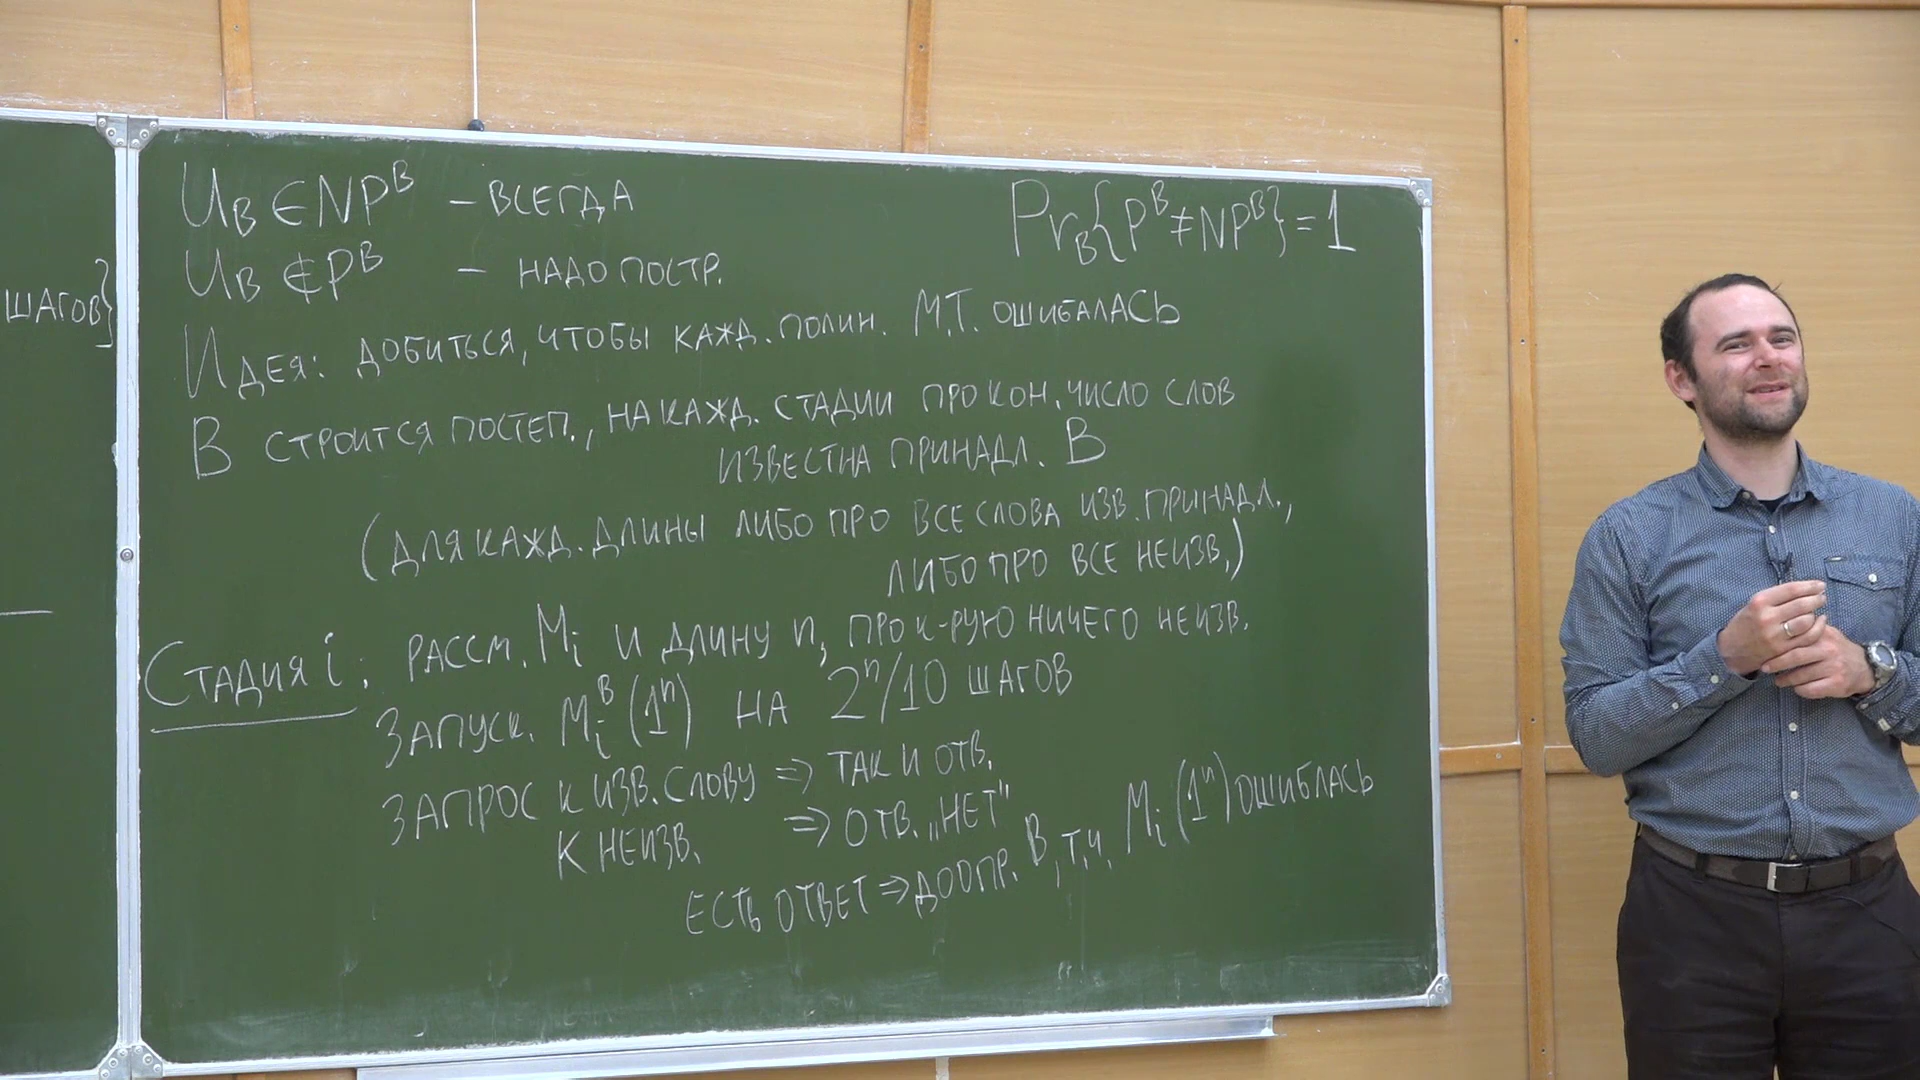 ШАГОВ}
U_B ∈ NP^B – ВСЕГДА
Pr_B{P^B ≠ NP^B} = 1
U_B ∉ P^B – НАДО ПОСТР.
ИДЕЯ: ДОБИТЬСЯ, ЧТОБЫ КАЖД. ПОЛИН. М.Т. ОШИБАЛАСЬ
B СТРОИТСЯ ПОСТЕП., НА КАЖД. СТАДИИ ПРО КОН. ЧИСЛО СЛОВ
ИЗВЕСТНА ПРИНАДЛ. B
(ДЛЯ КАЖД. ДЛИНЫ ЛИБО ПРО ВСЕ СЛОВА ИЗВ. ПРИНАДЛ.,
ЛИБО ПРО ВСЕ НЕИЗВ.)
СТАДИЯ i: РАССМ. M_i И ДЛИНУ n, ПРО К-РУЮ НИЧЕГО НЕИЗВ.
ЗАПУСК. M_i^B(1^n) НА 2^n/10 ШАГОВ
ЗАПРОС К ИЗВ. СЛОВУ ⇒ ТАК И ОТВ.
К НЕИЗВ. ⇒ ОТВ. „НЕТ"
ЕСТЬ ОТВЕТ ⇒ ДООПР. B, Т.Ч. M_i(1^n) ОШИБЛАСЬ